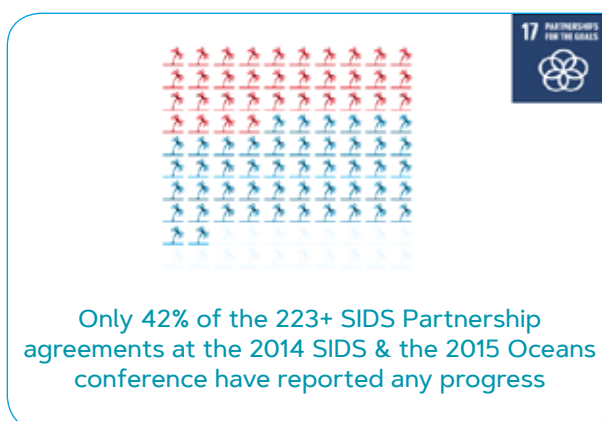 17 PARTNERSHIPS
FOR THE GOALS
Only 42% of the 223+ SIDS Partnership
agreements at the 2014 SIDS & the 2015 Oceans
conference have reported any progress